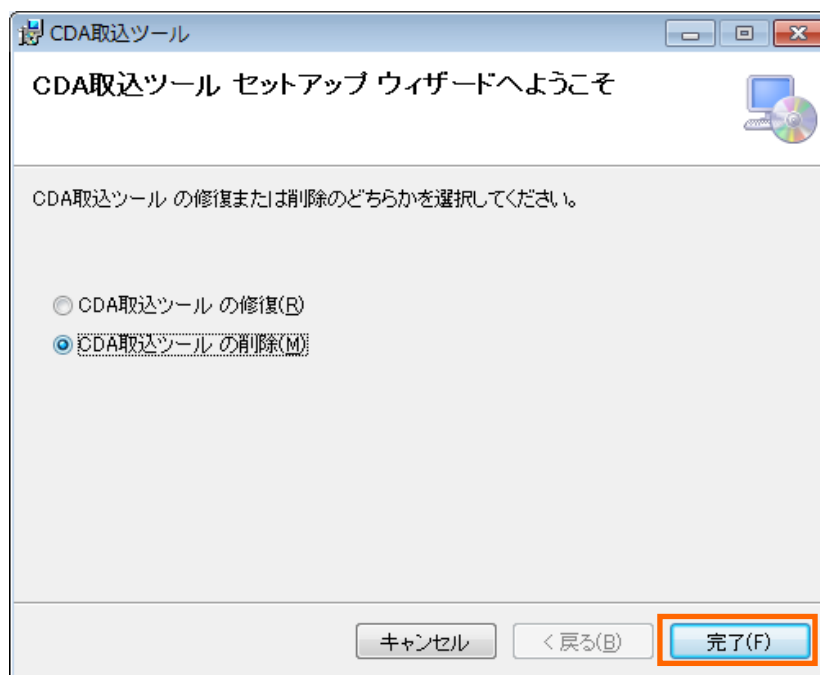 CDA取込ツール
CDA取込ツール セットアップ ウィザードへようこそ
CDA取込ツール の修復または削除のどちらかを選択してください。
CDA取込ツール の修復(R)
CDA取込ツール の削除(M)
キャンセル
< 戻る(B)
完了(F)